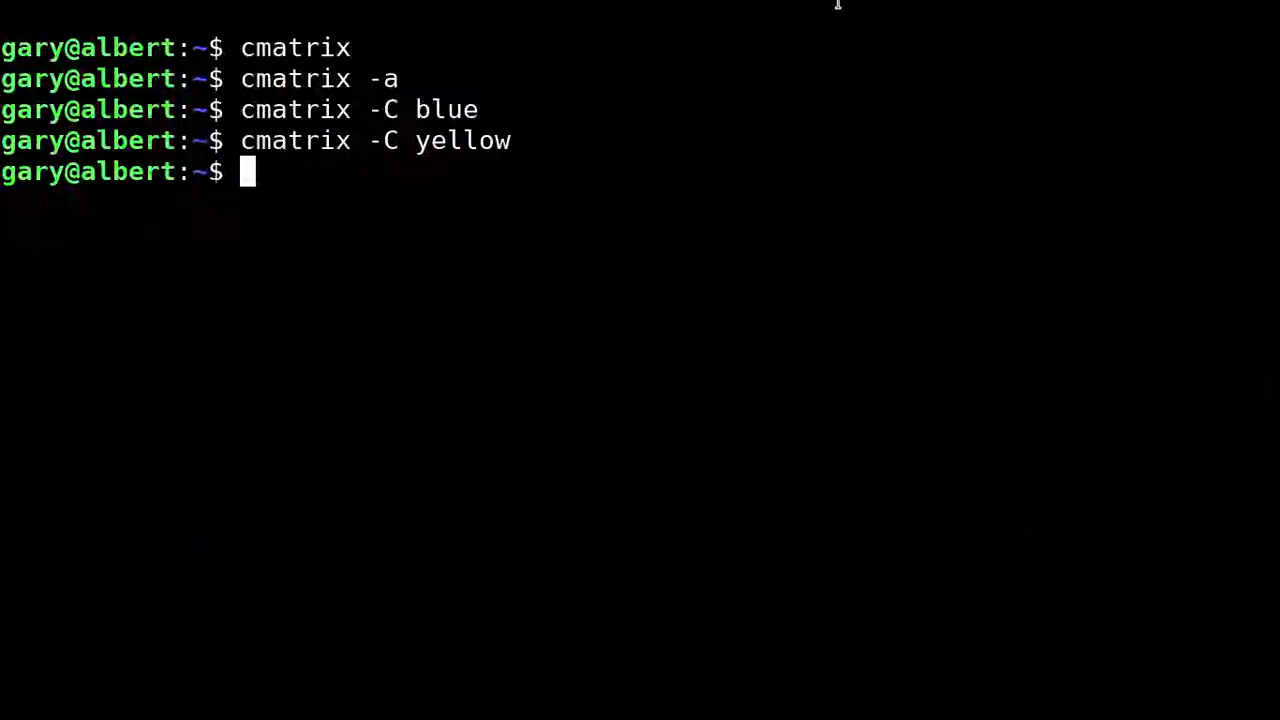 gary@albert:~$ cmatrix
gary@albert:~$ cmatrix -a
gary@albert:~$ cmatrix -C blue
gary@albert:~$ cmatrix -C yellow
gary@albert:~$